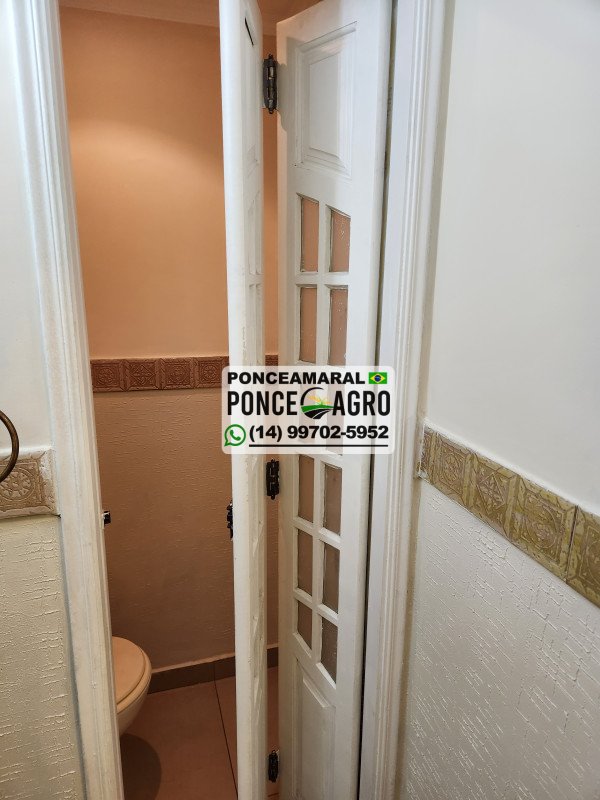 PONCEAMARAL
PONCE AGRO
(14) 99702-5952